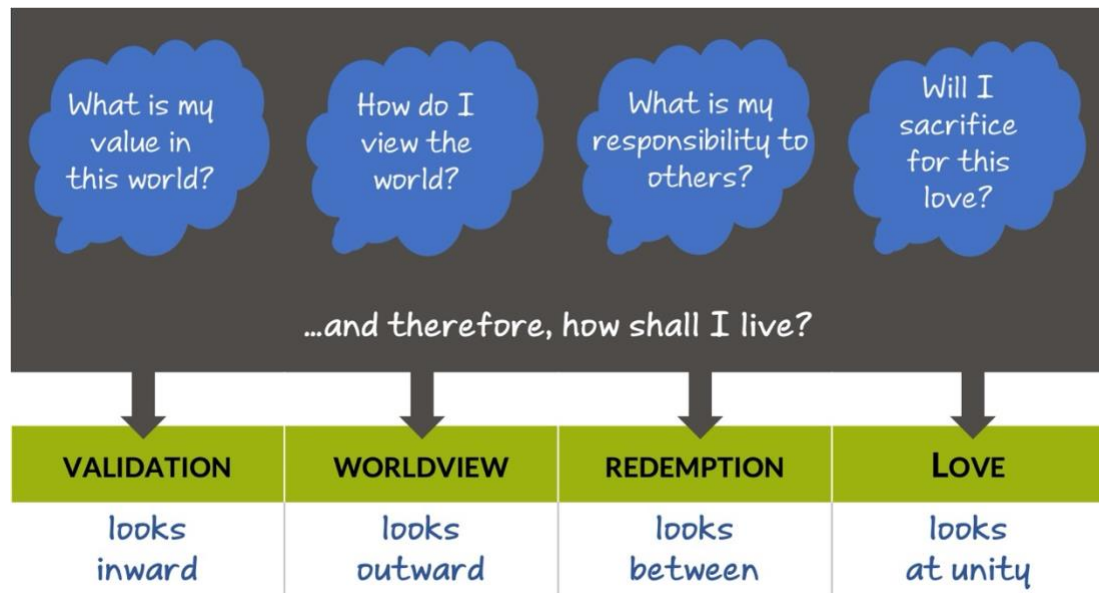 What is my
value in
this world?
How do I
view the
world?
What is my
responsibility to
others?
Will I
sacrifice
for this
love?
...and therefore, how shall I live?
VALIDATION
WORLDVIEW
REDEMPTION
LOVE
looks
inward
looks
outward
looks
between
looks
at unity